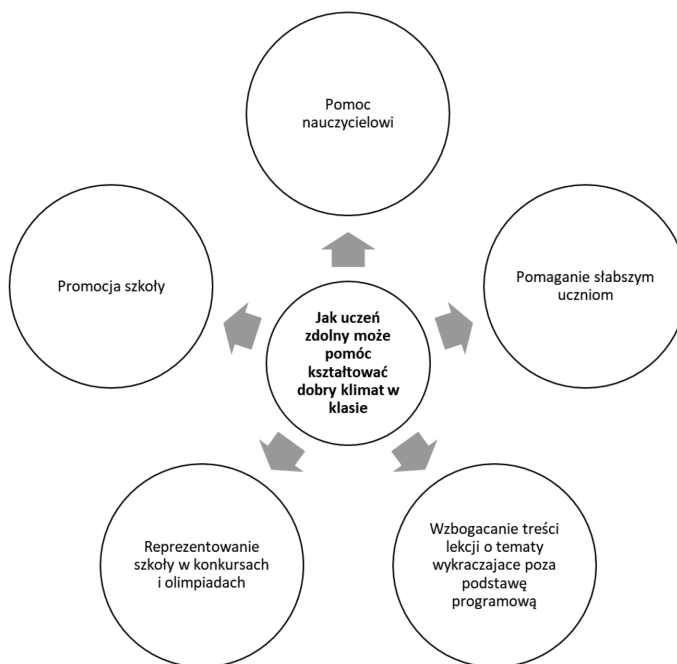 Pomoc
nauczycielowi
Promocja szkoły
Pomaganie słabszym
uczniom
Jak uczeń
zdolny może
pomóc
kształtować
dobry klimat w
klasie
Reprezentowanie
szkoły w konkursach
i olimpiadach
Wzbogacanie treści
lekcji o tematy
wykraczajace poza
podstawę
programową